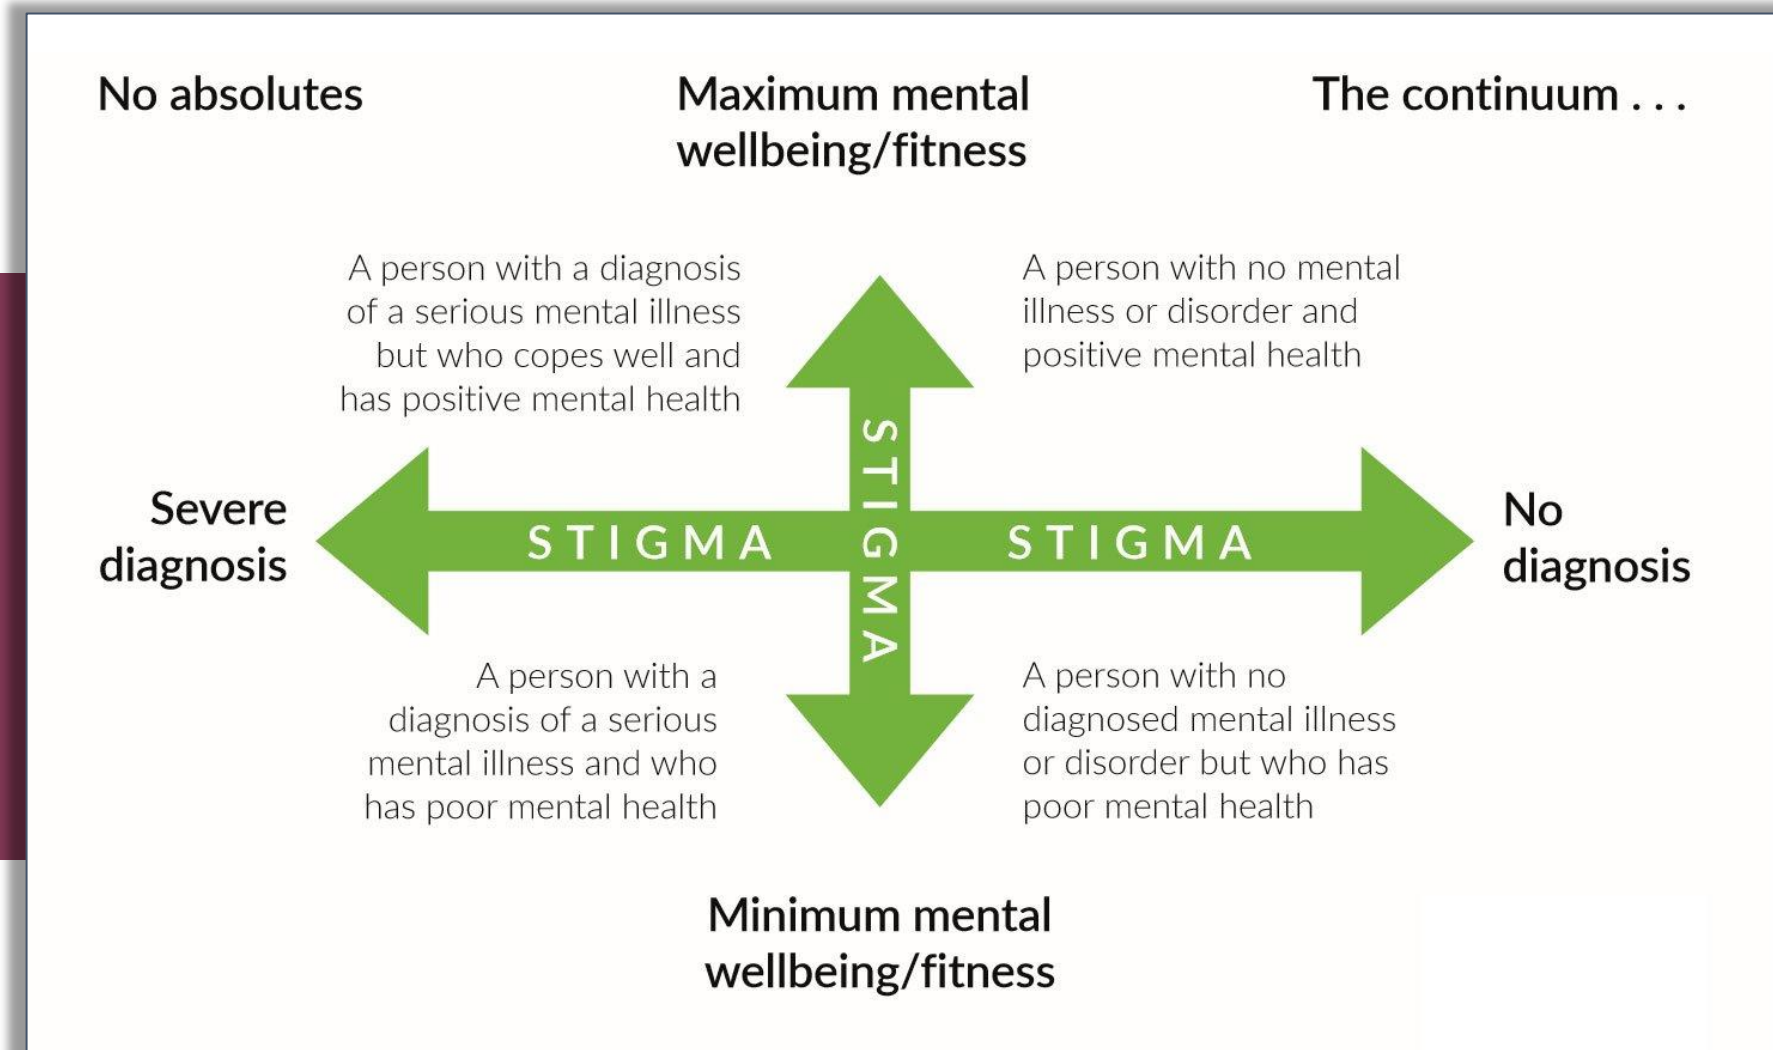 No absolutes
Maximum mental
wellbeing/fitness
The continuum . . .
A person with a diagnosis
of a serious mental illness
but who copes well and
has positive mental health
A person with no mental
illness or disorder and
positive mental health
Severe
diagnosis
STIGMA
STIGMA
STIGMA
No
diagnosis
A person with a
diagnosis of a serious
mental illness and who
has poor mental health
A person with no
diagnosed mental illness
or disorder but who has
poor mental health
Minimum mental
wellbeing/fitness